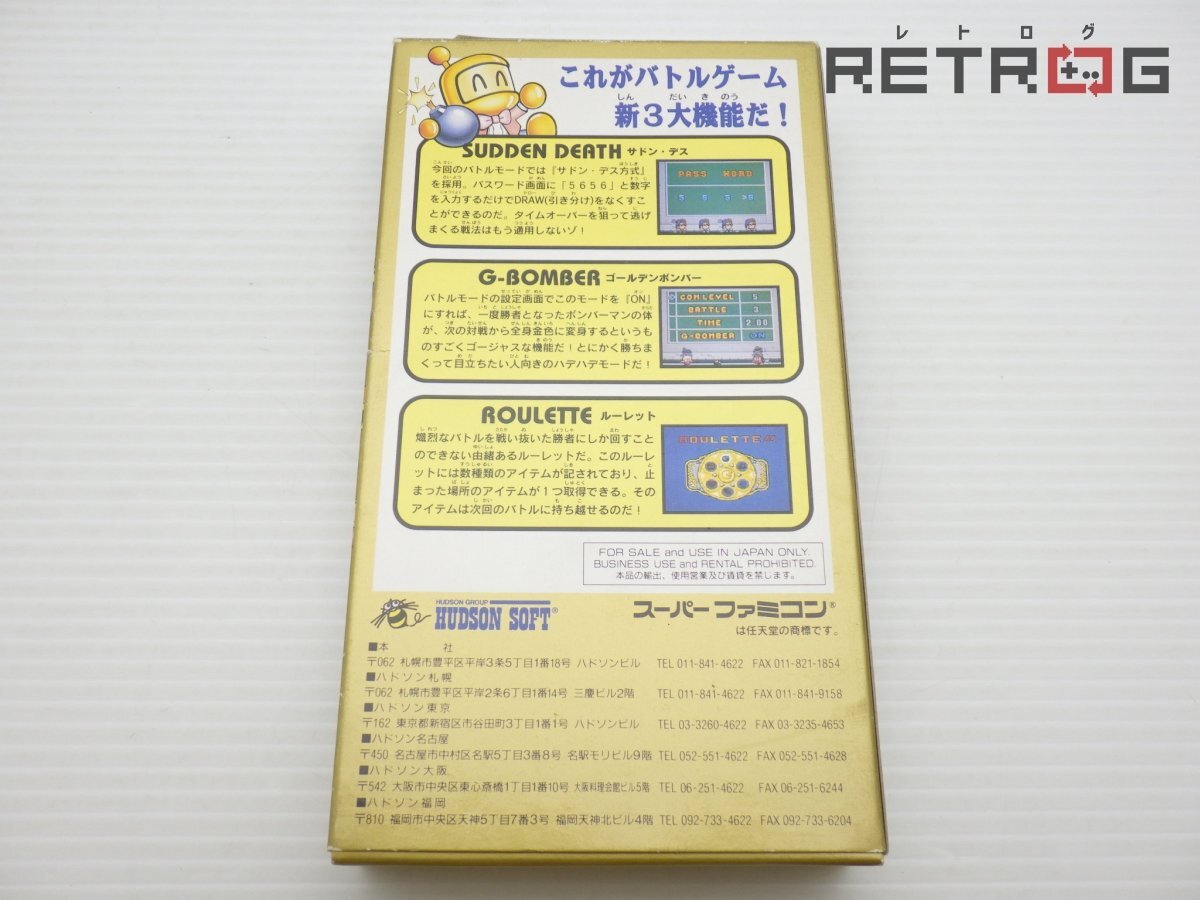 レトログ
RETROG
これがバトルゲーム
新3大機能だ！
SUDDEN DEATH サドン・デス
今回のバトルモードでは『サドン・デス方式』
を採用。パスワード画面に「5656」と数字
を入力するだけでDRAW(引き分け)をなくすこ
とができるのだ。タイムオーバーを狙って逃げ
まくる戦法はもう通用しないゾ！
PASS WORD
5 5
G-BOMBER ゴールデンボンバー
バトルモードの設定画面でこのモードを『ON』
にすれば、一度勝者となったボンバーマンの体
が、次の対戦から全身金色に変身するというも
のすごくゴージャスな機能だ！とにかく勝ちま
くって目立ちたい人向きのハデハデモードだ！
COM LEVEL 5
BATTLE 3
TIME 2:00
G-BOMBER ON
ROULETTE ルーレット
熾烈なバトルを戦い抜いた勝者にしか回すこと
のできない由緒あるルーレットだ。このルーレ
ットには数種類のアイテムが記されており、止
まった場所のアイテムが1つ取得できる。その
アイテムは次回のバトルに持ち越せるのだ！
ROULETTE
FOR SALE and USE IN JAPAN ONLY.
BUSINESS USE and RENTAL PROHIBITED.
本品の輸出、使用営業及び賃貸を禁じます。
HUDSON GROUP
HUDSON SOFT®
スーパーファミコン®
は任天堂の商標です。
■本 社
〒062 札幌市豊平区平岸3条5丁目1番18号 ハドソンビル TEL 011-841-4622 FAX 011-821-1854
■ハドソン札幌
〒062 札幌市豊平区平岸2条6丁目1番14号 三慶ビル2階 TEL 011-841-4622 FAX 011-841-9158
■ハドソン東京
〒162 東京都新宿区市谷田町3丁目1番1号 ハドソンビル TEL 03-3260-4622 FAX 03-3235-4653
■ハドソン名古屋
〒450 名古屋市中村区名駅5丁目3番8号 名駅モリビル9階 TEL 052-551-4622 FAX 052-551-4628
■ハドソン大阪
〒542 大阪市中央区東心斎橋1丁目1番10号 大阪料理会館ビル5階 TEL 06-251-4622 FAX 06-251-6244
■ハドソン福岡
〒810 福岡市中央区天神5丁目7番3号 福岡天神北ビル4階 TEL 092-733-4622 FAX 092-733-6204